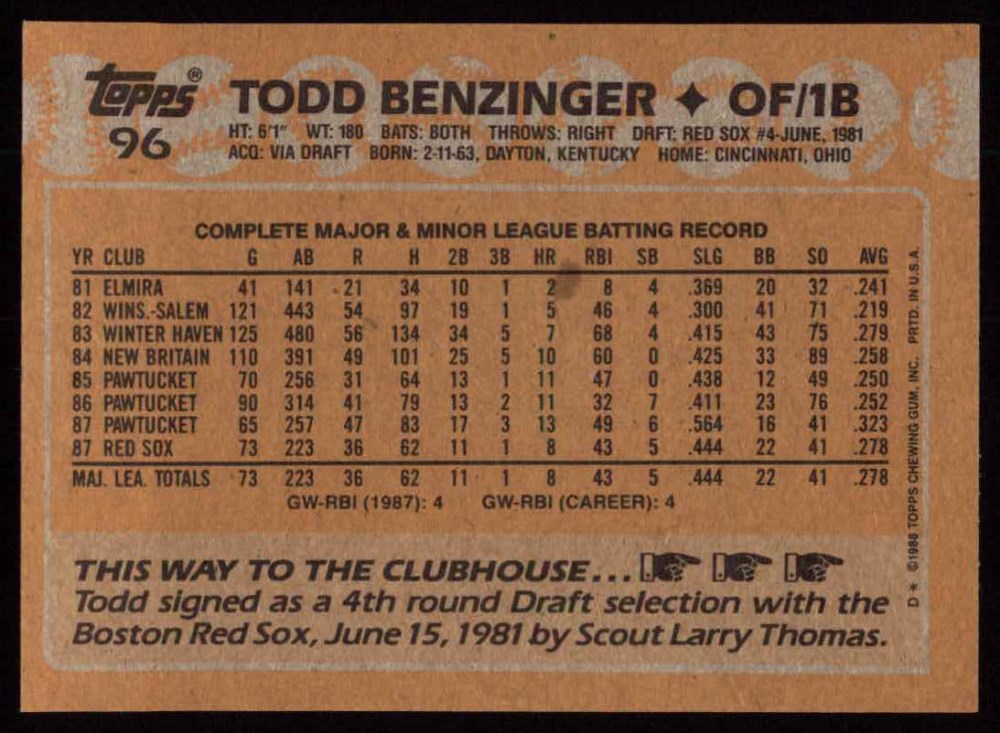 topps®
96
TODD BENZINGER ✦ OF/1B
HT: 6'1" WT: 180 BATS: BOTH THROWS: RIGHT DRFT: RED SOX #4-JUNE, 1981
ACQ: VIA DRAFT BORN: 2-11-63, DAYTON, KENTUCKY HOME: CINCINNATI, OHIO
COMPLETE MAJOR & MINOR LEAGUE BATTING RECORD
YR CLUB G AB R H 2B 3B HR RBI SB SLG BB SO AVG
81 ELMIRA 41 141 21 34 10 1 2 8 4 .369 20 32 .241
82 WINS.-SALEM 121 443 54 97 19 1 5 46 4 .300 41 71 .219
83 WINTER HAVEN 125 480 56 134 34 5 7 68 4 .415 43 75 .279
84 NEW BRITAIN 110 391 49 101 25 5 10 60 0 .425 33 89 .258
85 PAWTUCKET 70 256 31 64 13 1 11 47 0 .438 12 49 .250
86 PAWTUCKET 90 314 41 79 13 2 11 32 7 .411 23 76 .252
87 PAWTUCKET 65 257 47 83 17 3 13 49 6 .564 16 41 .323
87 RED SOX 73 223 36 62 11 1 8 43 5 .444 22 41 .278
MAJ. LEA. TOTALS 73 223 36 62 11 1 8 43 5 .444 22 41 .278
GW-RBI (1987): 4 GW-RBI (CAREER): 4
THIS WAY TO THE CLUBHOUSE...
Todd signed as a 4th round Draft selection with the
Boston Red Sox, June 15, 1981 by Scout Larry Thomas.
D* ©1988 TOPPS CHEWING GUM, INC. PRTD. IN U.S.A.